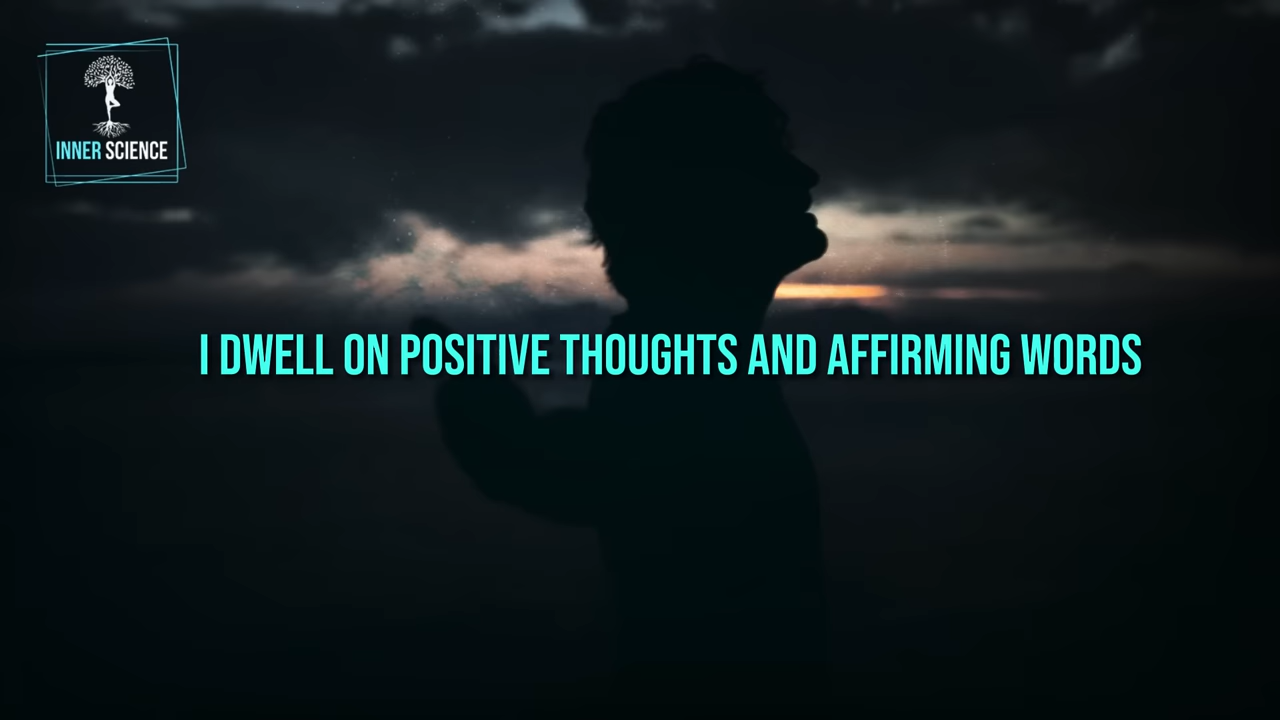 INNER SCIENCE
I DWELL ON POSITIVE THOUGHTS AND AFFIRMING WORDS